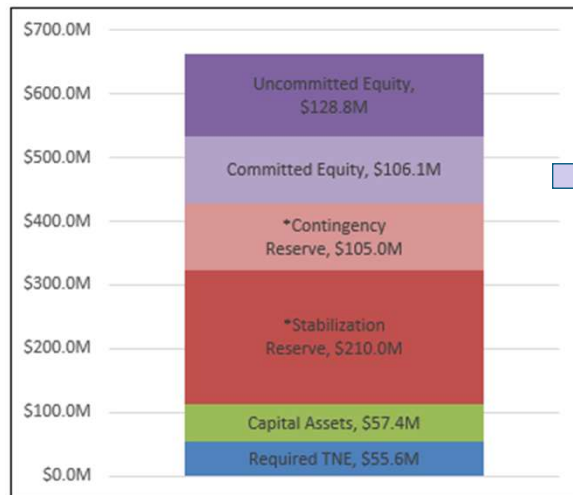 $700.0M
$600.0M
$500.0M
$400.0M
$300.0M
$200.0M
$100.0M
$0.0M
Uncommitted Equity,
$128.8M
Committed Equity, $106.1M
*Contingency
Reserve, $105.0M
*Stabilization
Reserve, $210.0M
Capital Assets, $57.4M
Required TNE, $55.6M